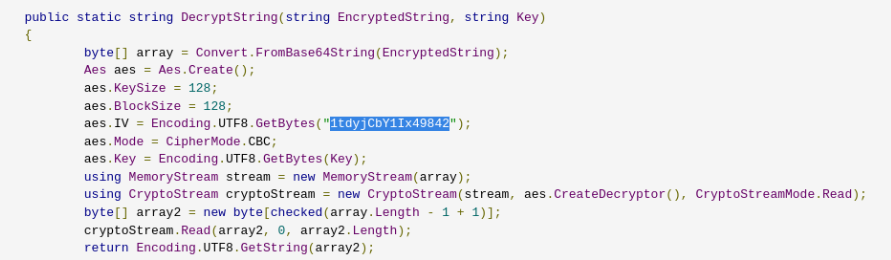 public static string DecryptString(string EncryptedString, string Key)
{
byte[] array = Convert.FromBase64String(EncryptedString);
Aes aes = Aes.Create();
aes.KeySize = 128;
aes.BlockSize = 128;
aes.IV = Encoding.UTF8.GetBytes("1tdyjCbY1Ix49842");
aes.Mode = CipherMode.CBC;
aes.Key = Encoding.UTF8.GetBytes(Key);
using MemoryStream stream = new MemoryStream(array);
using CryptoStream cryptoStream = new CryptoStream(stream, aes.CreateDecryptor(), CryptoStreamMode.Read);
byte[] array2 = new byte[checked(array.Length - 1 + 1)];
cryptoStream.Read(array2, 0, array2.Length);
return Encoding.UTF8.GetString(array2);